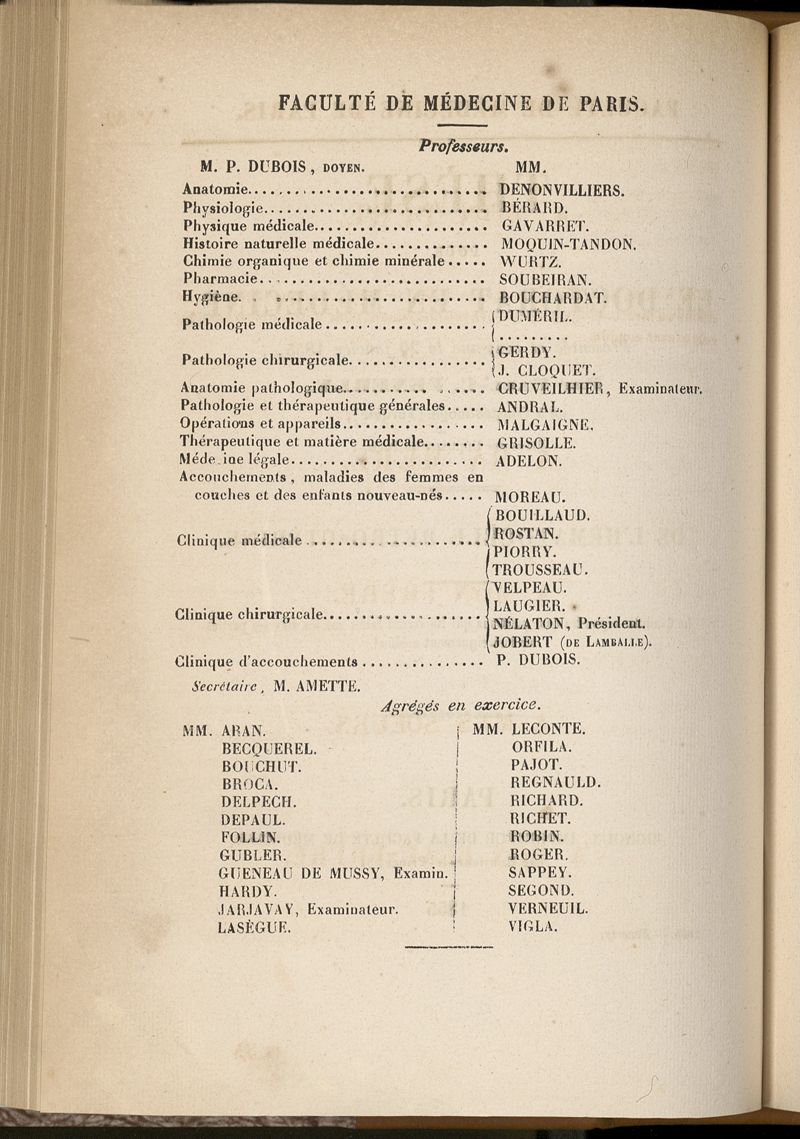 FACULTÉ DE MÉDECINE DE PARIS.
Professeurs.
M. P. DUBOIS, DOYEN. MM.
Anatomie........................ DENONVILLIERS.
Physiologie........................ BÉRARD.
Physique médicale...................... GAVARRET.
Histoire naturelle médicale.............. MOQUIN-TANDON.
Chimie organique et chimie minérale..... WURTZ.
Pharmacie........................ SOUBEIRAN.
Hygiène........................ BOUCHARDAT.
Pathologie médicale.................... { DUMÉRIL.
{ .........
Pathologie chirurgicale................. { GERDY.
{ J. CLOQUET.
Anatomie pathologique................. CRUVEILHIER, Examinateur.
Pathologie et thérapeutique générales..... ANDRAL.
Opérations et appareils................. MALGAIGNE.
Thérapeutique et matière médicale........ GRISOLLE.
Méde.ine légale........................ ADELON.
Accouchements, maladies des femmes en
couches et des enfants nouveau-nés..... MOREAU.
Clinique médicale...................... { BOUILLAUD.
ROSTAN.
PIORRY.
TROUSSEAU.
Clinique chirurgicale.................... { VELPEAU.
LAUGIER.
NÉLATON, Président.
JOBERT (DE LAMBALLE).
Clinique d'accouchements............... P. DUBOIS.
Secrétaire, M. AMETTE.
Agrégés en exercice.
MM. ARAN.
BECQUEREL.
BOUCHUT.
BROCA.
DELPECH.
DEPAUL.
FOLLIN.
GUBLER.
GUENEAU DE MUSSY, Examin.
HARDY.
JARJAVAY, Examinateur.
LASÈGUE.
MM. LECONTE.
ORFILA.
PAJOT.
REGNAULD.
RICHARD.
RICHET.
ROBIN.
ROGER.
SAPPEY.
SEGOND.
VERNEUIL.
VIGLA.